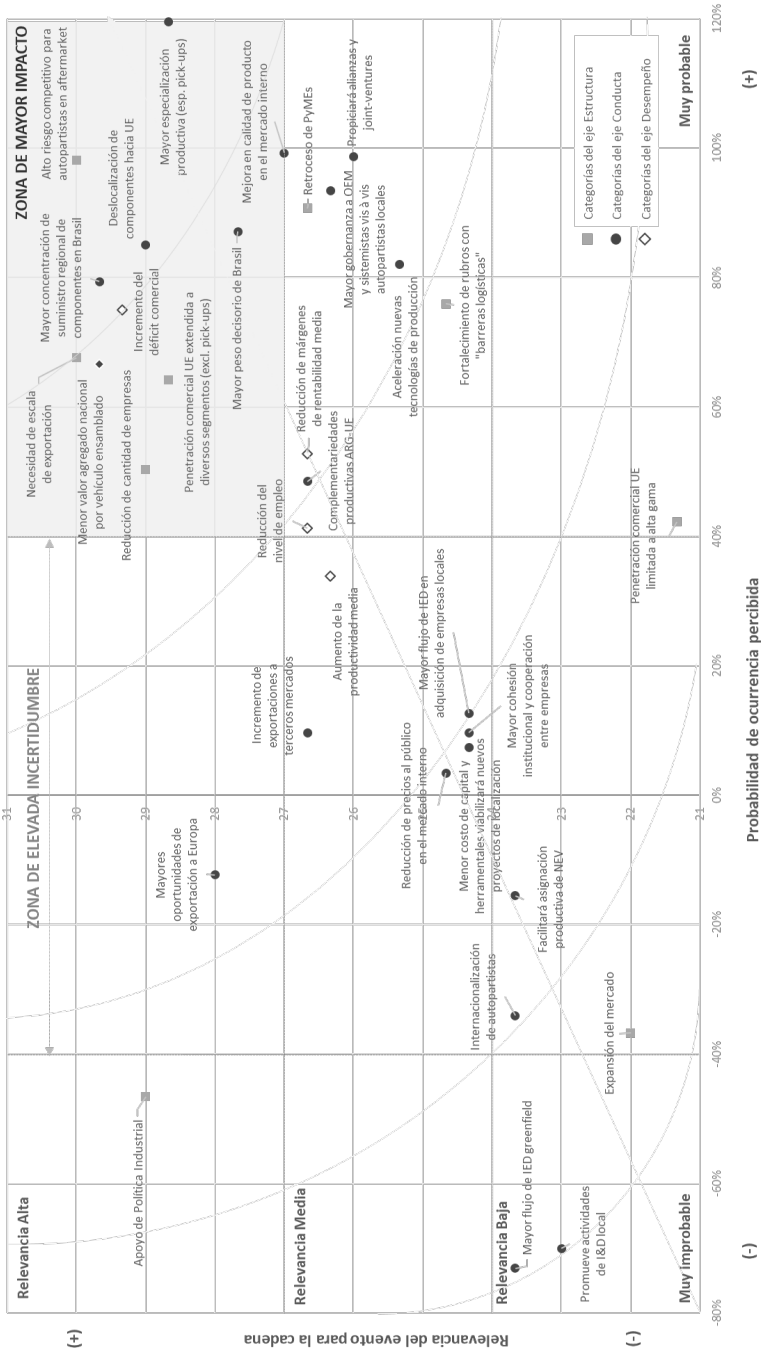 ZONA DE MAYOR IMPACTO
ZONA DE ELEVADA INCERTIDUMBRE
Relevancia Alta
Relevancia Media
Relevancia Baja
Muy improbable
Muy probable
Relevancia del evento para la cadena
(+)
(-)
31
30
29
28
27
26
24
23
22
21
Alto riesgo competitivo para
autopartistas en aftermarket
Mayor concentración de
suministro regional de
componentes en Brasil
Necesidad de escala
de exportación
Menor valor agregado nacional
por vehículo ensamblado
Deslocalización de
componentes hacia UE
Incremento del
déficit comercial
Reducción de cantidad de empresas
Apoyo de Política Industrial
Mayor especialización
productiva (esp. pick-ups)
Penetración comercial UE extendida a
diversos segmentos (excl. pick-ups)
Mayores
oportunidades de
exportación a Europa
Mayor peso decisorio de Brasil
Mejora en calidad de producto
en el mercado interno
Retroceso de PyMEs
Reducción de márgenes
de rentabilidad media
Complementariedades
productivas ARG-UE
Reducción del
nivel de empleo
Incremento de
exportaciones a
terceros mercados
Aumento de la
productividad media
Mayor gobernanza a OEM
y sistemistas vis à vis
autopartistas locales
Propiciará alianzas y
joint-ventures
Aceleración nuevas
tecnologías de producción
Fortalecimiento de rubros con
"barreras logísticas"
Mayor flujo de IED en
adquisición de empresas locales
Reducción de precios al público
en el mercado interno
Menor costo de capital y
herramentales viabilizará nuevos
proyectos de localización
Mayor cohesión
institucional y cooperación
entre empresas
Facilitará asignación
productiva de NEV
Internacionalización
de autopartistas
Mayor flujo de IED greenfield
Promueve actividades
de I&D local
Expansión del mercado
Penetración comercial UE
limitada a alta gama
Categorías del eje Estructura
Categorías del eje Conducta
Categorías del eje Desempeño
-80%
-60%
-40%
-20%
0%
20%
40%
60%
80%
100%
120%
(-)
Probabilidad de ocurrencia percibida
(+)